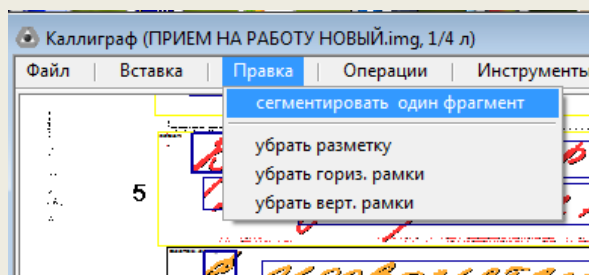 Каллиграф (ПРИЕМ НА РАБОТУ НОВЫЙ.img, 1/4 л)
Файл | Вставка | Правка | Операции | Инструменты
сегментировать один фрагмент
убрать разметку
убрать гориз. рамки
убрать верт. рамки
5